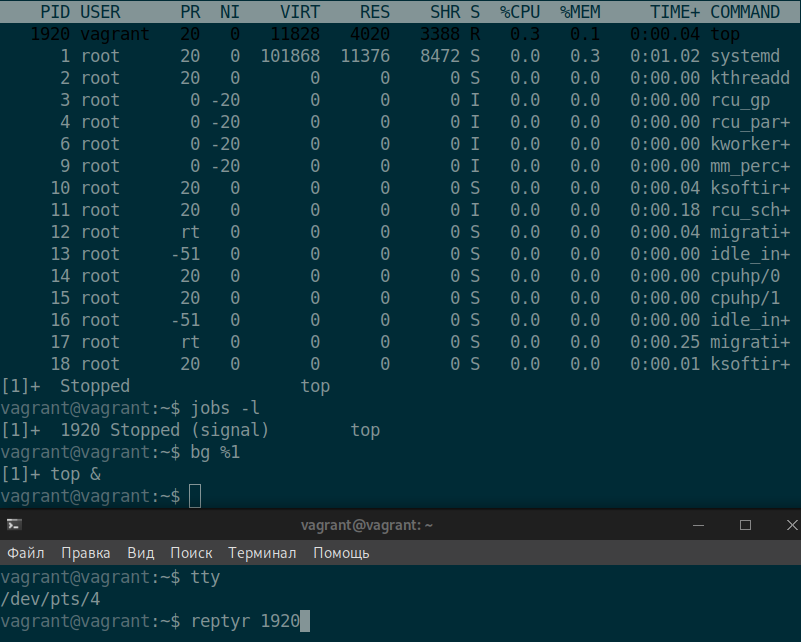 PID USER PR NI VIRT RES SHR S %CPU %MEM TIME+ COMMAND
1920 vagrant 20 0 11828 4020 3388 R 0.3 0.1 0:00.04 top
1 root 20 0 101868 11376 8472 S 0.0 0.3 0:01.02 systemd
2 root 20 0 0 0 0 S 0.0 0.0 0:00.00 kthreadd
3 root 0 -20 0 0 0 I 0.0 0.0 0:00.00 rcu_gp
4 root 0 -20 0 0 0 I 0.0 0.0 0:00.00 rcu_par+
6 root 0 -20 0 0 0 I 0.0 0.0 0:00.00 kworker+
9 root 0 -20 0 0 0 I 0.0 0.0 0:00.00 mm_perc+
10 root 20 0 0 0 0 S 0.0 0.0 0:00.04 ksoftir+
11 root 20 0 0 0 0 I 0.0 0.0 0:00.18 rcu_sch+
12 root rt 0 0 0 0 S 0.0 0.0 0:00.04 migrati+
13 root -51 0 0 0 0 S 0.0 0.0 0:00.00 idle_in+
14 root 20 0 0 0 0 S 0.0 0.0 0:00.00 cpuhp/0
15 root 20 0 0 0 0 S 0.0 0.0 0:00.00 cpuhp/1
16 root -51 0 0 0 0 S 0.0 0.0 0:00.00 idle_in+
17 root rt 0 0 0 0 S 0.0 0.0 0:00.25 migrati+
18 root 20 0 0 0 0 S 0.0 0.0 0:00.01 ksoftir+
[1]+ Stopped top
vagrant@vagrant:~$ jobs -l
[1]+ 1920 Stopped (signal) top
vagrant@vagrant:~$ bg %1
[1]+ top &
vagrant@vagrant:~$
vagrant@vagrant: ~
Файл Правка Вид Поиск Терминал Помощь
vagrant@vagrant:~$ tty
/dev/pts/4
vagrant@vagrant:~$ reptyr 1920